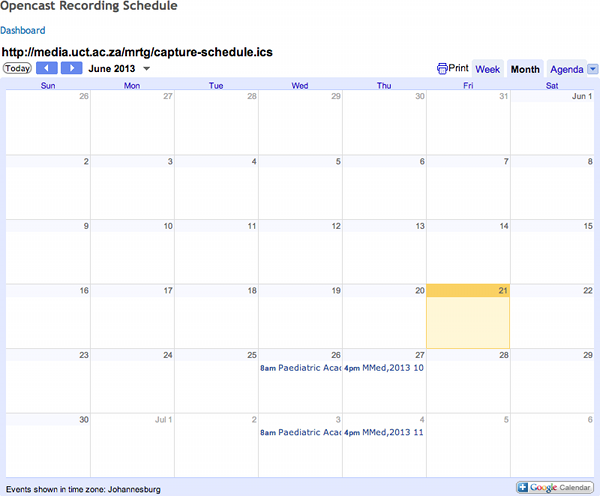 Opencast Recording Schedule
Dashboard
http://media.uct.ac.za/mrtg/capture-schedule.ics
Today June 2013 Print Week Month Agenda
Sun Mon Tue Wed Thu Fri Sat
26 27 28 29 30 31 Jun 1
2 3 4 5 6 7 8
9 10 11 12 13 14 15
16 17 18 19 20 21 22
23 24 25 26 27 28 29
8am Paediatric Acac 4pm MMed,2013 10
30 Jul 1 2 3 4 5 6
8am Paediatric Acac 4pm MMed,2013 11
Events shown in time zone: Johannesburg Google Calendar